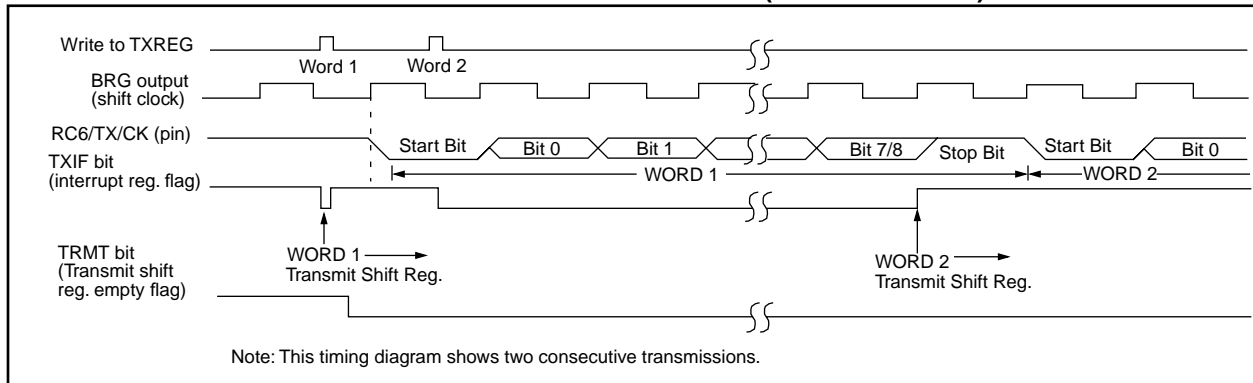 Write to TXREG
Word 1
Word 2
BRG output
(shift clock)
RC6/TX/CK (pin)
Start Bit
Bit 0
Bit 1
Bit 7/8
Stop Bit
Start Bit
Bit 0
TXIF bit
(interrupt reg. flag)
WORD 1
WORD 2
TRMT bit
(Transmit shift
reg. empty flag)
WORD 1
Transmit Shift Reg.
WORD 2
Transmit Shift Reg.
Note: This timing diagram shows two consecutive transmissions.